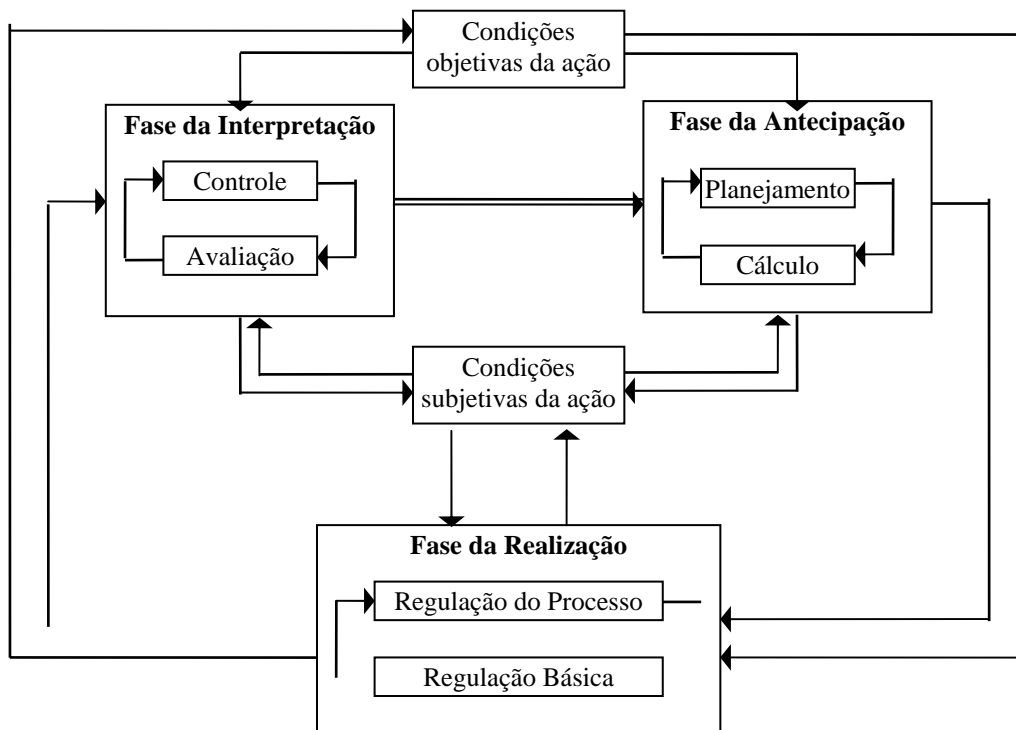 Condições
objetivas da ação
Fase da Interpretação
Controle
Avaliação
Fase da Antecipação
Planejamento
Cálculo
Condições
subjetivas da ação
Fase da Realização
Regulação do Processo
Regulação Básica